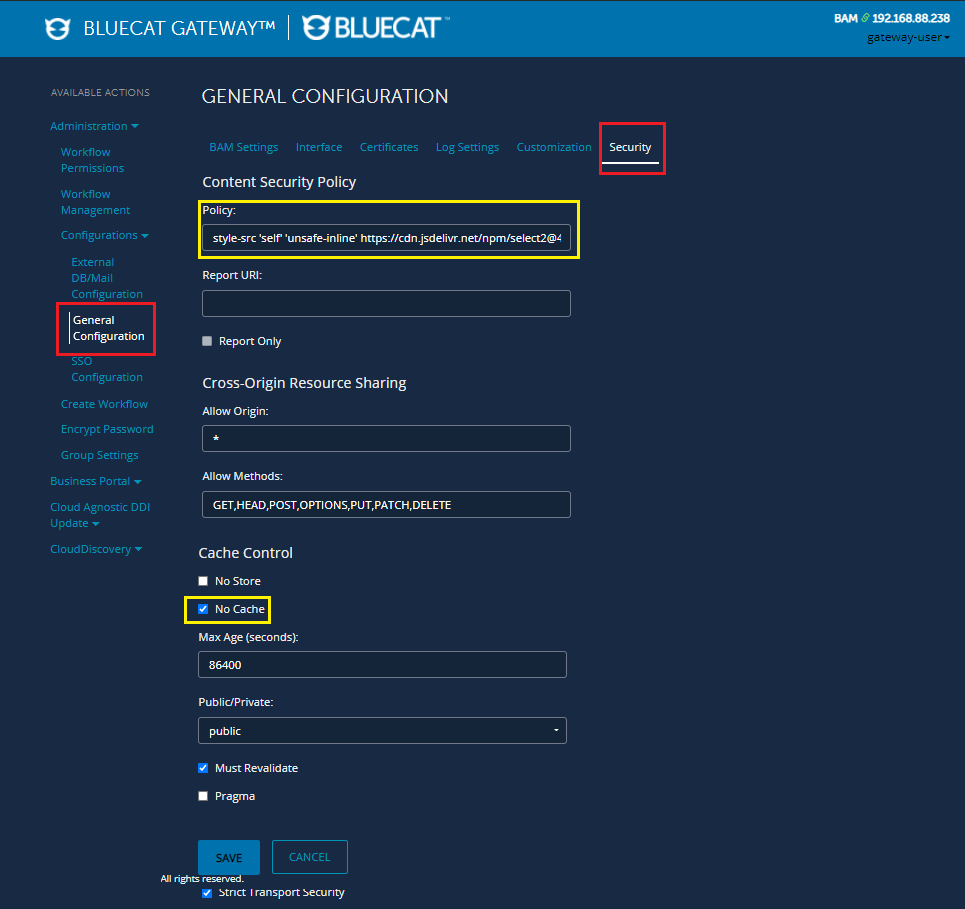 BLUECAT GATEWAY™
BLUECAT™
BAM 192.168.88.238
gateway-user
AVAILABLE ACTIONS
Administration
Workflow
Permissions
Workflow
Management
Configurations
External
DB/Mail
Configuration
General
Configuration
SSO
Configuration
Create Workflow
Encrypt Password
Group Settings
Business Portal
Cloud Agnostic DDI
Update
CloudDiscovery
GENERAL CONFIGURATION
BAM Settings Interface Certificates Log Settings Customization Security
Content Security Policy
Policy:
style-src 'self' 'unsafe-inline' https://cdn.jsdelivr.net/npm/select2@4
Report URI:
Report Only
Cross-Origin Resource Sharing
Allow Origin:
*
Allow Methods:
GET,HEAD,POST,OPTIONS,PUT,PATCH,DELETE
Cache Control
No Store
No Cache
Max Age (seconds):
86400
Public/Private:
public
Must Revalidate
Pragma
SAVE CANCEL
All rights reserved.
Strict Transport Security